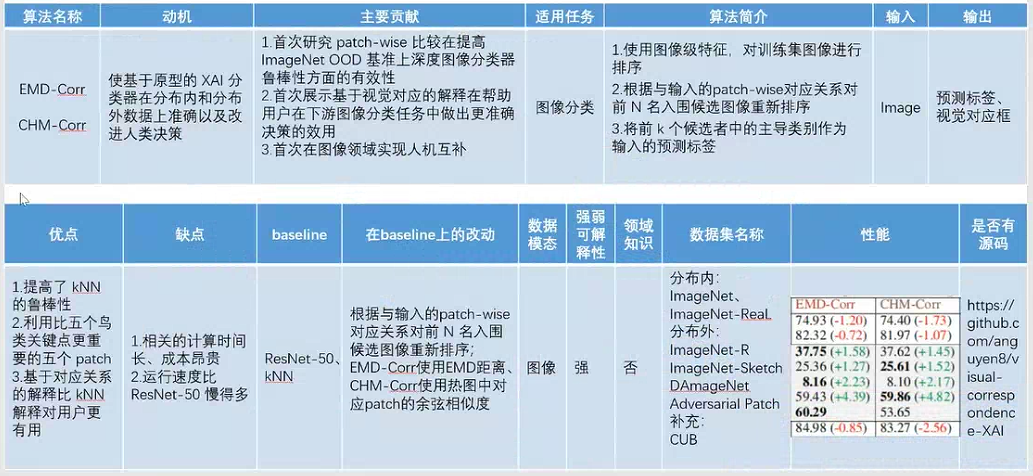 算法名称 动机 主要贡献 适用任务 算法简介 输入 输出
EMD-Corr
CHM-Corr
使基于原型的 XAI 分
类器在分布内和分布
外数据上准确以及改
进人类决策
1.首次研究 patch-wise 比较在提高
ImageNet OOD 基准上深度图像分类器
鲁棒性方面的有效性
2.首次展示基于视觉对应的解释在帮助
用户在下游图像分类任务中做出更准确
决策的效用
3.首次在图像领域实现人机互补
图像分类
1.使用图像级特征，对训练集图像进行
排序
2.根据与输入的patch-wise对应关系对
前 N 名入围候选图像重新排序
3.将前 k 个候选者中的主导类别作为
输入的预测标签
Image
预测标签、
视觉对应框
优点 缺点 baseline 在baseline上的改动
数据
模态
强弱
可解
释性
领域
知识
数据集名称 性能
是否有
源码
1.提高了 kNN
的鲁棒性
2.利用比五个鸟
类关键点更重
要的五个 patch
3.基于对应关系
的解释比 kNN
解释对用户更
有用
1.相关的计算时间
长、成本昂贵
2.运行速度比
ResNet-50 慢得多
ResNet-50、
kNN
根据与输入的patch-wise
对应关系对前 N 名入围
候选图像重新排序；
EMD-Corr使用EMD距离、
CHM-Corr使用热图中对
应patch的余弦相似度
图像
强
否
分布内：
ImageNet、
ImageNet-ReaL
分布外：
ImageNet-R
ImageNet-Sketch
DAmageNet
Adversarial Patch
补充：
CUB
EMD-Corr CHM-Corr
74.93 (-1.20) 74.40 (-1.73)
82.32 (-0.72) 81.97 (-1.07)
37.75 (+1.58) 37.62 (+1.45)
25.36 (+1.27) 25.61 (+1.52)
8.16 (+2.23) 8.10 (+2.17)
59.43 (+4.39) 59.86 (+4.82)
60.29 53.65
84.98 (-0.85) 83.27 (-2.56)
https://
github.c
om/ang
uyen8/vi
sual-
corresp
ondenc
e-XAI